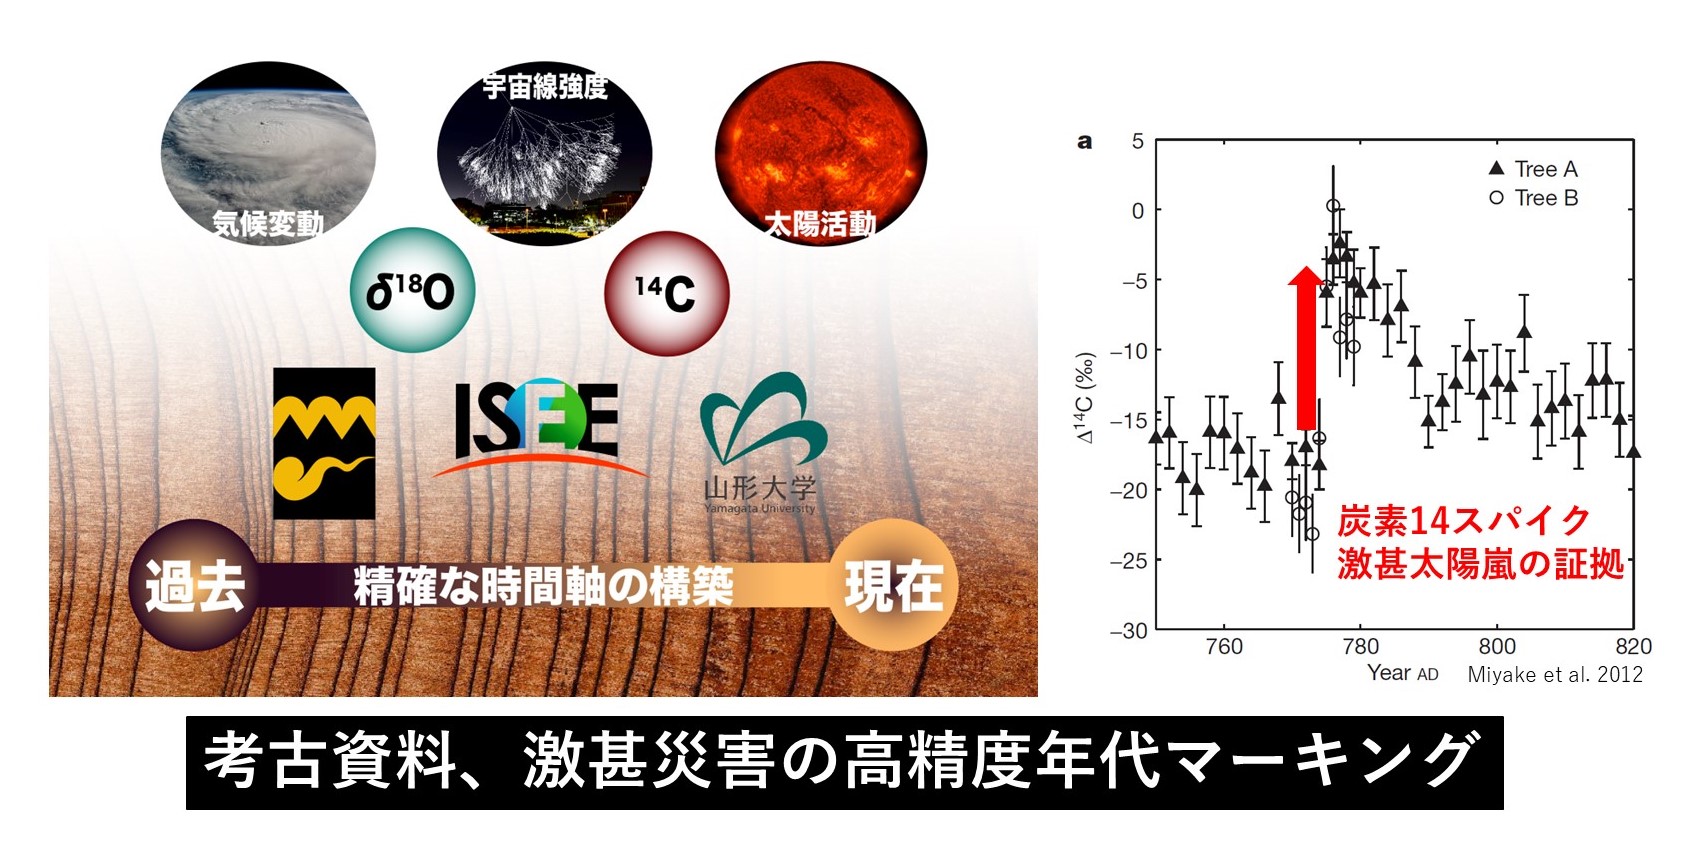 気候変動
宇宙線強度
太陽活動
δ18O
14C
ISEE
山形大学
Yamagata University
過去
精確な時間軸の構築
現在
a
Tree A
Tree B
5
0
−5
−10
−15
−20
−25
−30
Δ14C (‰)
760
780
800
820
Year AD
Miyake et al. 2012
炭素14スパイク
激甚太陽嵐の証拠
考古資料、激甚災害の高精度年代マーキング